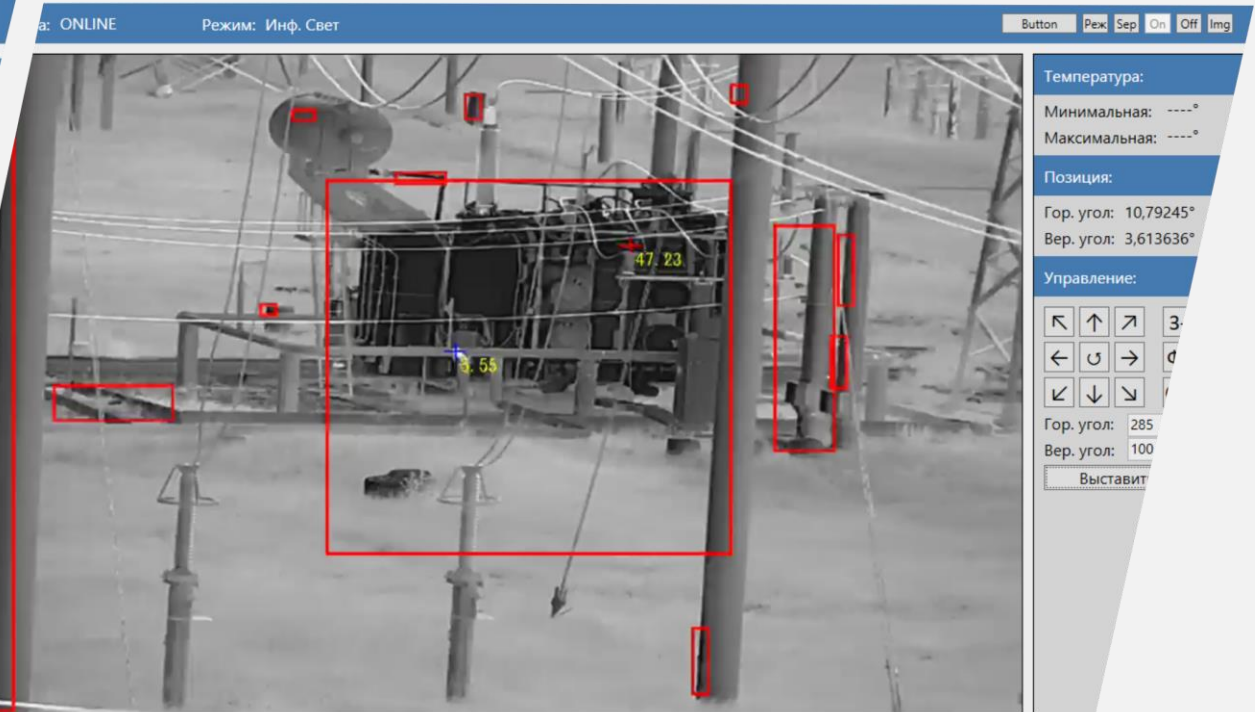 а: ONLINE
Режим: Инф. Свет
Button Реж Sep On Off Img
Температура:
Минимальная: ----°
Максимальная: ----°
Позиция:
Гор. угол: 10,79245°
Вер. угол: 3,613636°
Управление:
47.23
5.55
Гор. угол: 285
Вер. угол: 100
Выставит